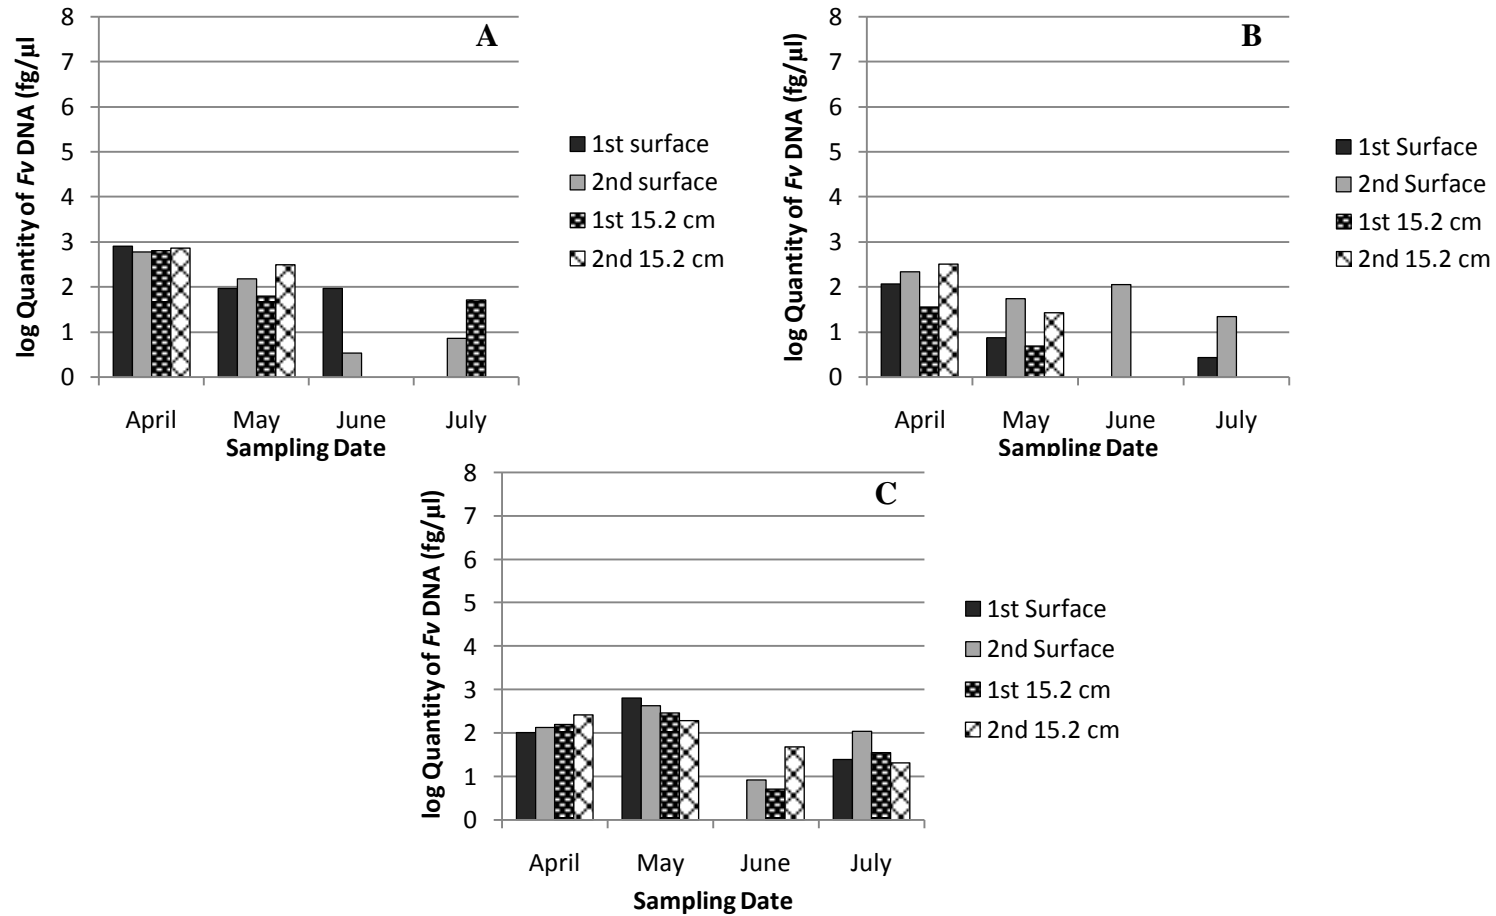 A
log Quantity of Fv DNA (fg/µl
8
7
6
5
4
3
2
1
0
April May June July
Sampling Date
1st surface
2nd surface
1st 15.2 cm
2nd 15.2 cm
B
log Quantity of Fv DNA (fg/µl)
8
7
6
5
4
3
2
1
0
April May June July
Sampling Date
1st Surface
2nd Surface
1st 15.2 cm
2nd 15.2 cm
C
log Quantity of Fv DNA (fg/µl)
8
7
6
5
4
3
2
1
0
April May June July
Sampling Date
1st Surface
2nd Surface
1st 15.2 cm
2nd 15.2 cm